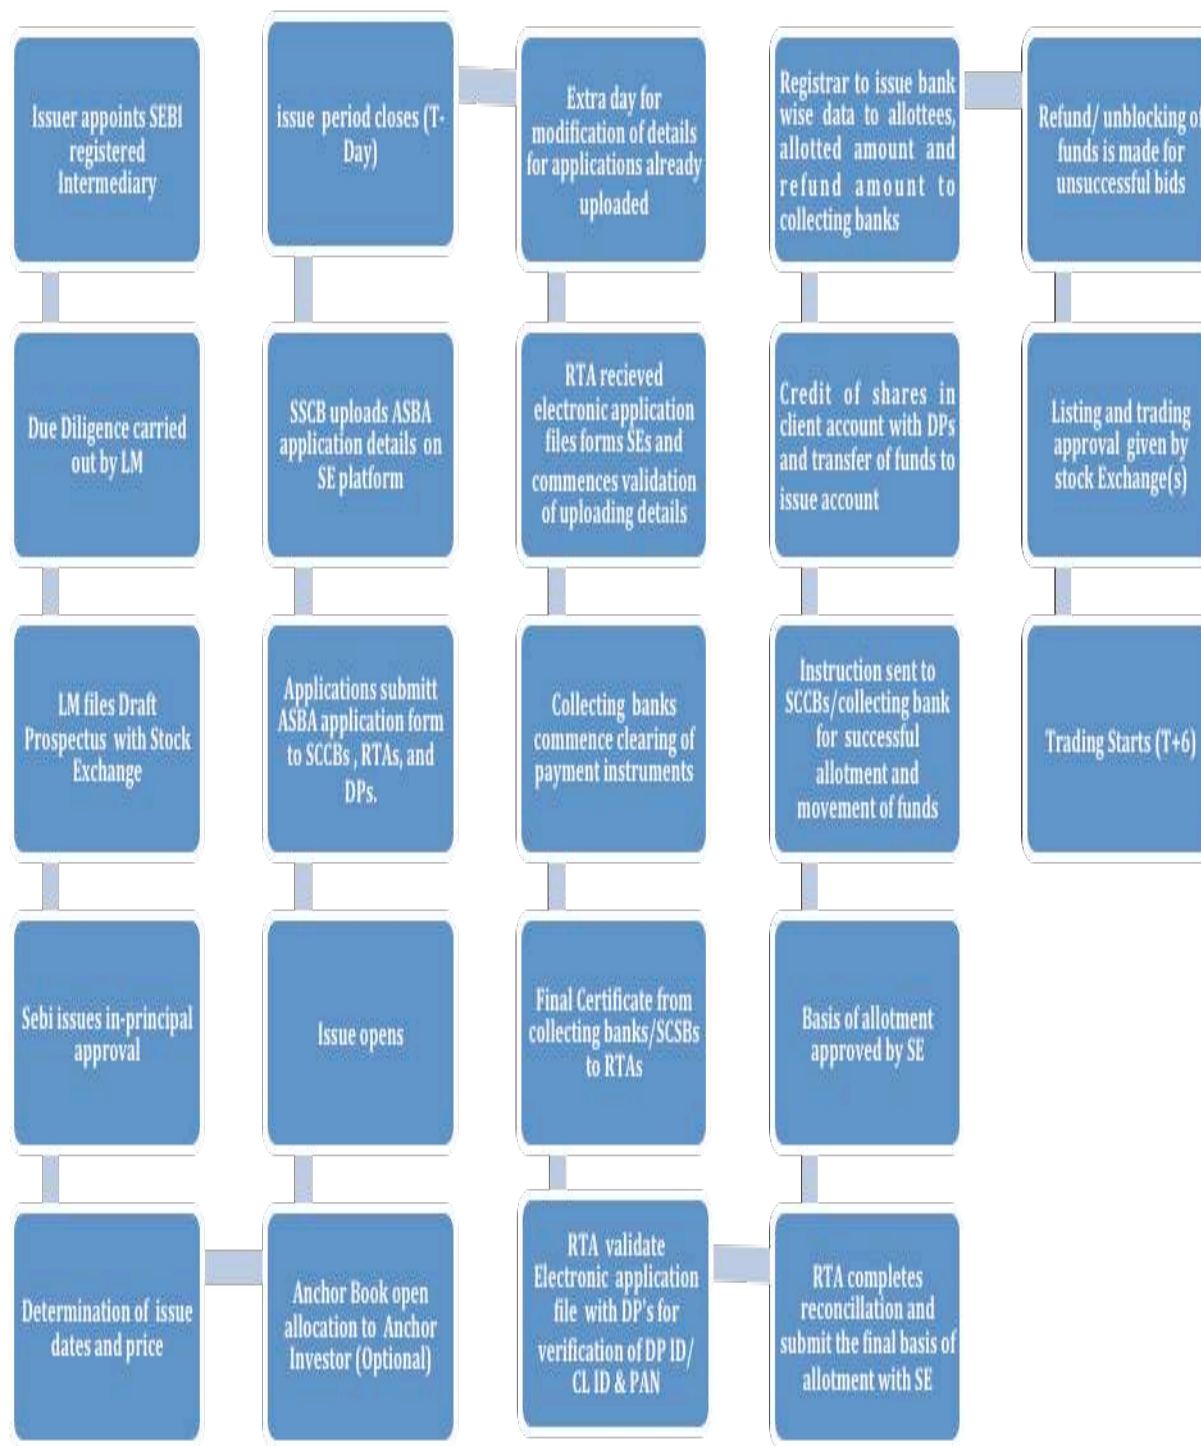 Issuer appoints SEBI
registered
Intermediary
Due Diligence carried
out by LM
LM files Draft
Prospectus with Stock
Exchange
Sebi issues in-principal
approval
Determination of issue
dates and price
Anchor Book open
allocation to Anchor
Investor (Optional)
Issue opens
Applications submitt
ASBA application form
to SCCBs , RTAs, and
DPs.
SSCB uploads ASBA
application details on
SE platform
issue period closes (T-
Day)
Extra day for
modification of details
for applications already
uploaded
RTA recieved
electronic application
files forms SEs and
commences validation
of uploading details
Collecting banks
commence clearing of
payment instruments
Final Certificate from
collecting banks/SCSBs
to RTAs
RTA validate
Electronic application
file with DP's for
verification of DP ID/
CL ID & PAN
RTA completes
reconcillation and
submit the final basis of
allotment with SE
Basis of allotment
approved by SE
Instruction sent to
SCCBs/collecting bank
for successful
allotment and
movement of funds
Credit of shares in
client account with DPs
and transfer of funds to
issue account
Registrar to issue bank
wise data to allottees,
allotted amount and
refund amount to
collecting banks
Refund/ unblocking of
funds is made for
unsuccessful bids
Listing and trading
approval given by
stock Exchange(s)
Trading Starts (T+6)